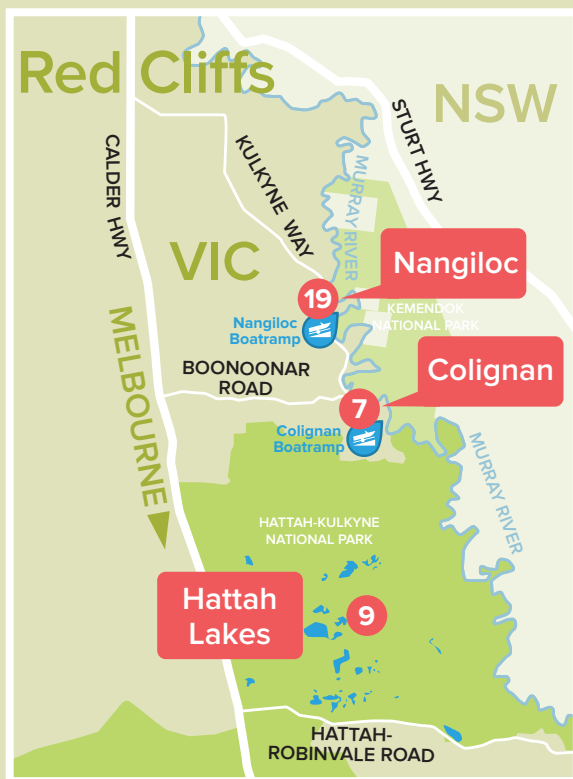 Red Cliffs
NSW
STURT HWY
CALDER HWY
KULKYNE WAY
MURRAY RIVER
VIC
Nangiloc
19
KEMENDOK
NATIONAL PARK
Nangiloc
Boatramp
MELBOURNE
BOONOONAR
ROAD
Colignan
7
Colignan
Boatramp
MURRAY RIVER
HATTAH-KULKYNE
NATIONAL PARK
Hattah
Lakes
9
HATTAH-
ROBINVALE ROAD